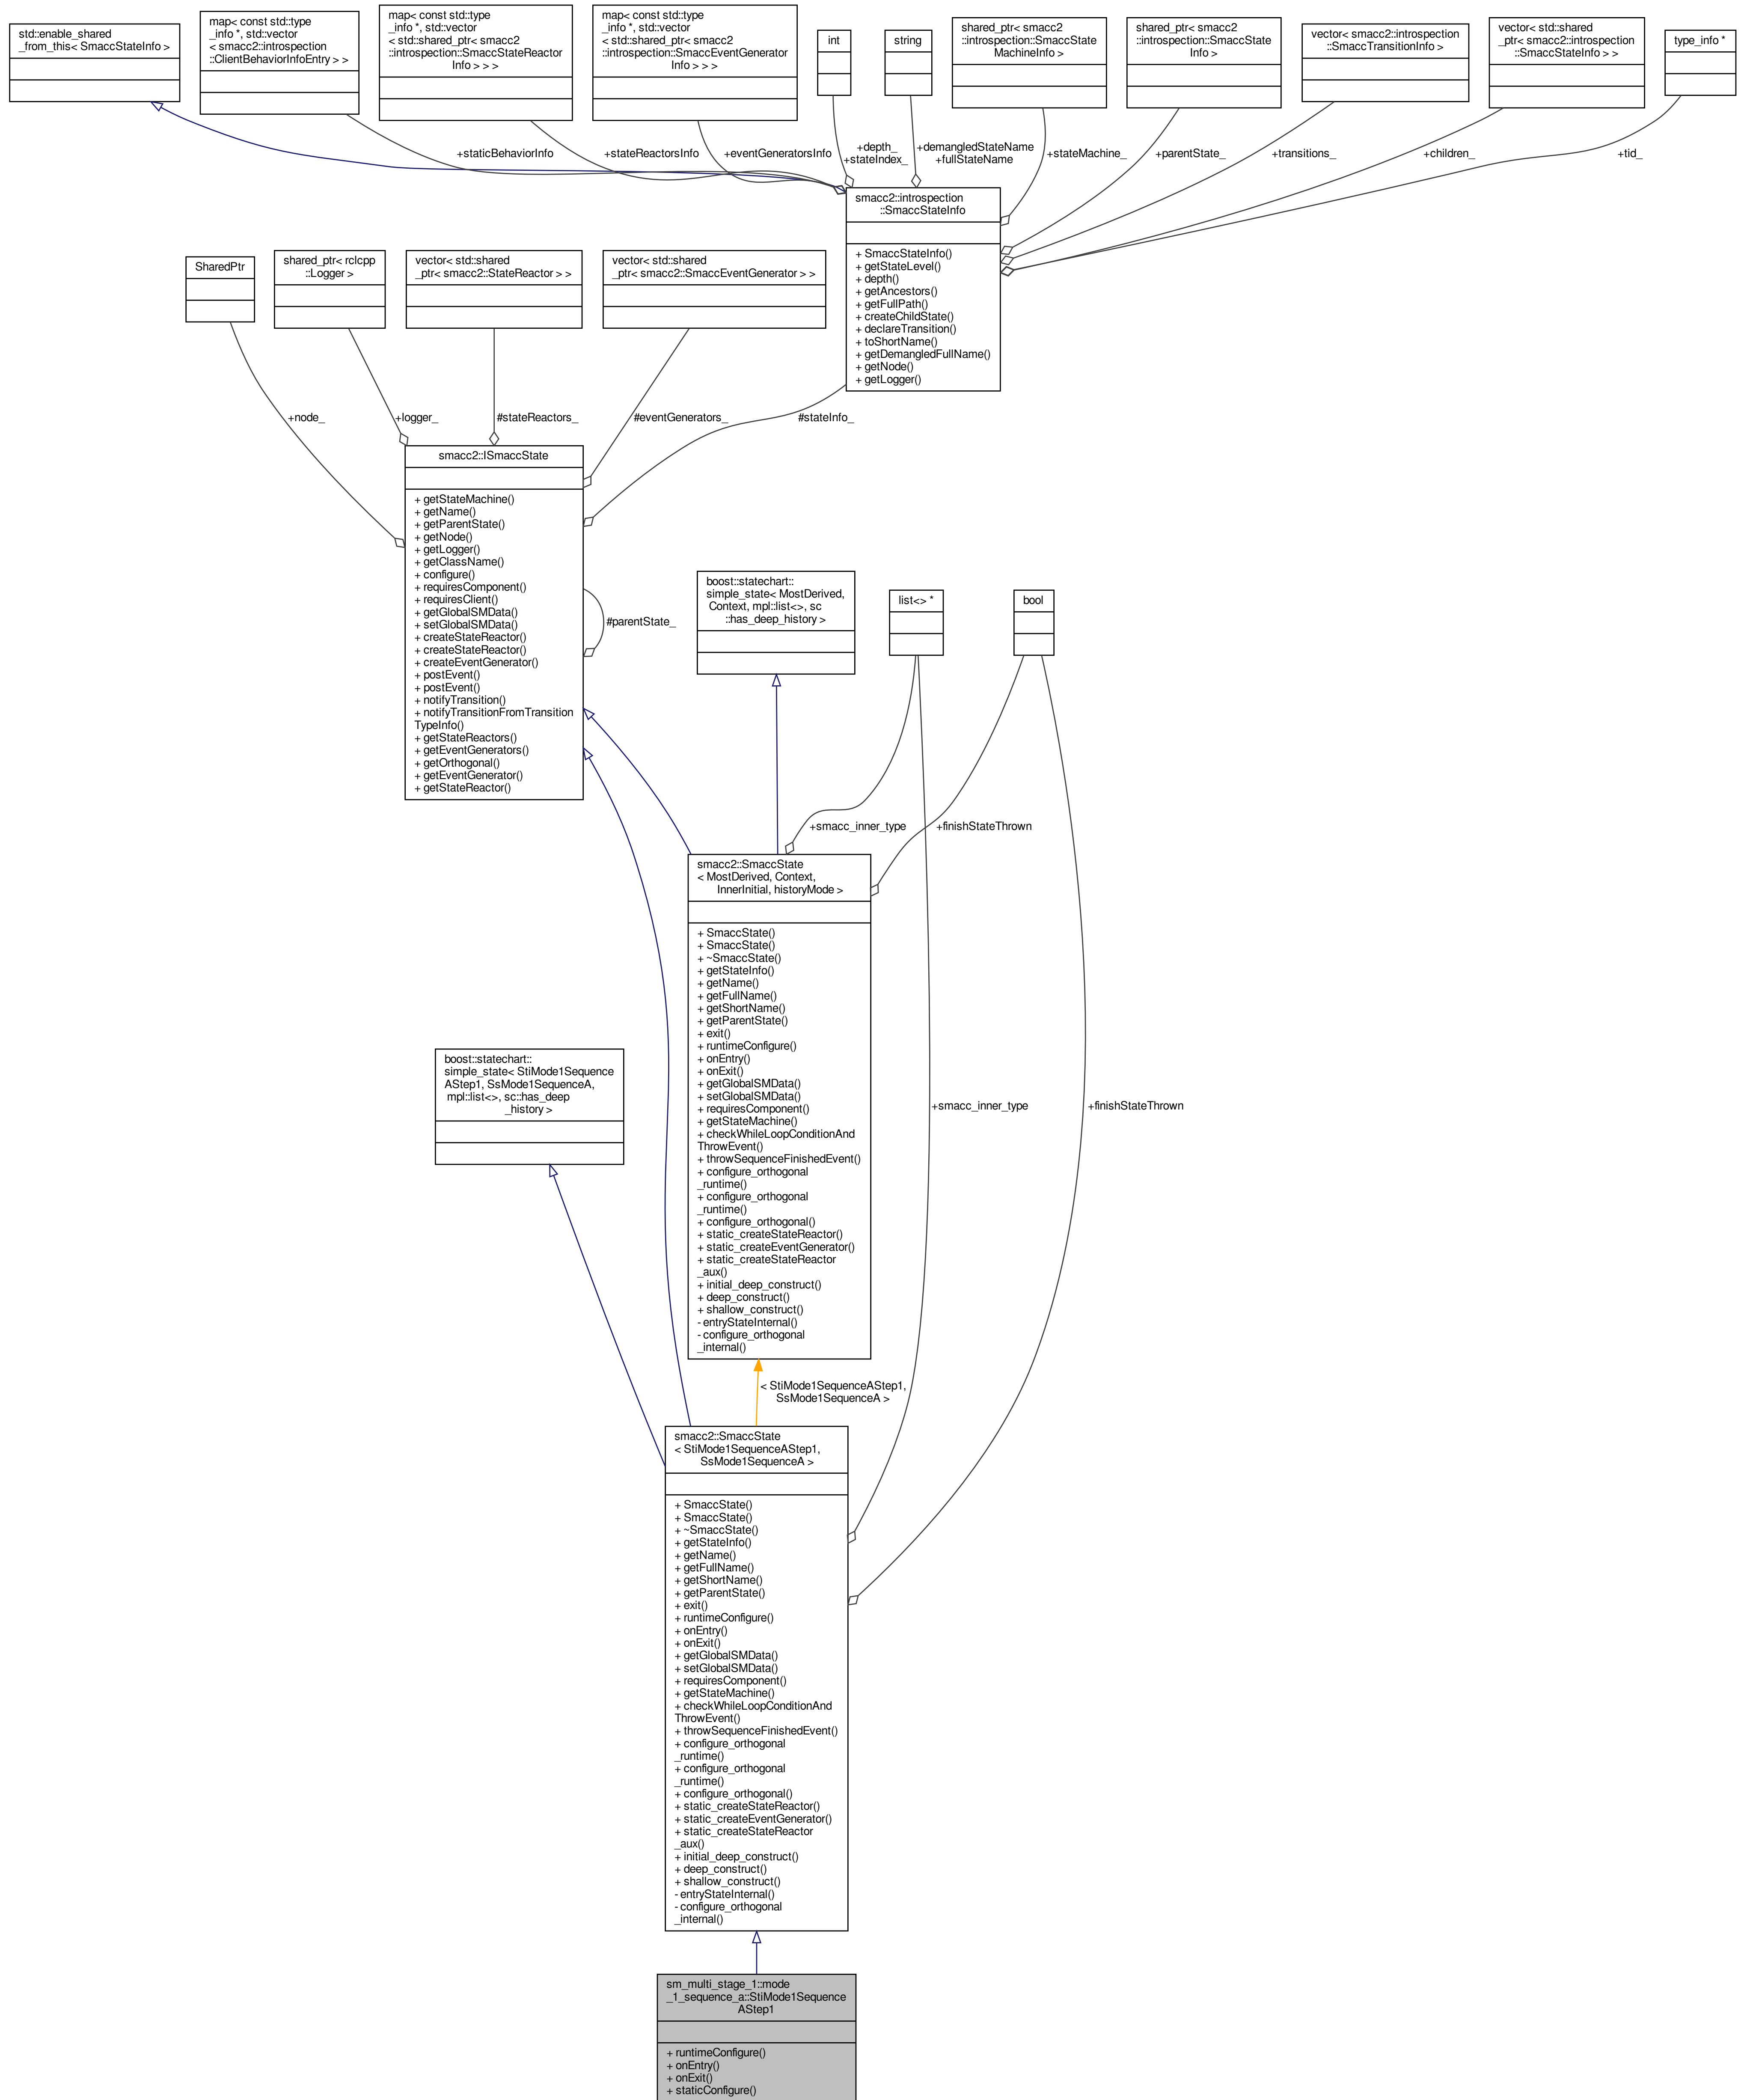 std::enable_shared
_from_this< SmaccStateInfo >
map< const std::type
_info *, std::vector
< smacc2::introspection
::ClientBehaviorInfoEntry > >
map< const std::type
_info *, std::vector
< std::shared_ptr< smacc2
::introspection::SmaccStateReactor
Info > > >
map< const std::type
_info *, std::vector
< std::shared_ptr< smacc2
::introspection::SmaccEventGenerator
Info > > >
int
string
shared_ptr< smacc2
::introspection::SmaccState
MachineInfo >
shared_ptr< smacc2
::introspection::SmaccState
Info >
vector< smacc2::introspection
::SmaccTransitionInfo >
vector< std::shared
_ptr< smacc2::introspection
::SmaccStateInfo > >
type_info *
+staticBehaviorInfo
+stateReactorsInfo
+eventGeneratorsInfo
+depth_
+stateIndex_
+demangledStateName
+fullStateName
+stateMachine_
+parentState_
+transitions_
+children_
+tid_
smacc2::introspection
::SmaccStateInfo
+ SmaccStateInfo()
+ getStateLevel()
+ depth()
+ getAncestors()
+ getFullPath()
+ createChildState()
+ declareTransition()
+ toShortName()
+ getDemangledFullName()
+ getNode()
+ getLogger()
SharedPtr
shared_ptr< rclcpp
::Logger >
vector< std::shared
_ptr< smacc2::StateReactor > >
vector< std::shared
_ptr< smacc2::SmaccEventGenerator > >
+node_
+logger_
#stateReactors_
#eventGenerators_
#stateInfo_
smacc2::ISmaccState
+ getStateMachine()
+ getName()
+ getParentState()
+ getNode()
+ getLogger()
+ getClassName()
+ configure()
+ requiresComponent()
+ requiresClient()
+ getGlobalSMData()
+ setGlobalSMData()
+ createStateReactor()
+ createStateReactor()
+ createEventGenerator()
+ postEvent()
+ postEvent()
+ notifyTransition()
+ notifyTransitionFromTransition
TypeInfo()
+ getStateReactors()
+ getEventGenerators()
+ getOrthogonal()
+ getEventGenerator()
+ getStateReactor()
#parentState_
boost::statechart::
simple_state< MostDerived,
Context, mpl::list<>, sc
::has_deep_history >
list<> *
bool
+smacc_inner_type
+finishStateThrown
smacc2::SmaccState
< MostDerived, Context,
InnerInitial, historyMode >
+ SmaccState()
+ SmaccState()
+ ~SmaccState()
+ getStateInfo()
+ getName()
+ getFullName()
+ getShortName()
+ getParentState()
+ exit()
+ runtimeConfigure()
+ onEntry()
+ onExit()
+ getGlobalSMData()
+ setGlobalSMData()
+ requiresComponent()
+ getStateMachine()
+ checkWhileLoopConditionAnd
ThrowEvent()
+ throwSequenceFinishedEvent()
+ configure_orthogonal
_runtime()
+ configure_orthogonal
_runtime()
+ configure_orthogonal()
+ static_createStateReactor()
+ static_createEventGenerator()
+ static_createStateReactor
_aux()
+ initial_deep_construct()
+ deep_construct()
+ shallow_construct()
- entryStateInternal()
- configure_orthogonal
_internal()
boost::statechart::
simple_state< StiMode1Sequence
AStep1, SsMode1SequenceA,
mpl::list<>, sc::has_deep
_history >
+smacc_inner_type
+finishStateThrown
< StiMode1SequenceAStep1,
SsMode1SequenceA >
smacc2::SmaccState
< StiMode1SequenceAStep1,
SsMode1SequenceA >
+ SmaccState()
+ SmaccState()
+ ~SmaccState()
+ getStateInfo()
+ getName()
+ getFullName()
+ getShortName()
+ getParentState()
+ exit()
+ runtimeConfigure()
+ onEntry()
+ onExit()
+ getGlobalSMData()
+ setGlobalSMData()
+ requiresComponent()
+ getStateMachine()
+ checkWhileLoopConditionAnd
ThrowEvent()
+ throwSequenceFinishedEvent()
+ configure_orthogonal
_runtime()
+ configure_orthogonal
_runtime()
+ configure_orthogonal()
+ static_createStateReactor()
+ static_createEventGenerator()
+ static_createStateReactor
_aux()
+ initial_deep_construct()
+ deep_construct()
+ shallow_construct()
- entryStateInternal()
- configure_orthogonal
_internal()
sm_multi_stage_1::mode
_1_sequence_a::StiMode1Sequence
AStep1
+ runtimeConfigure()
+ onEntry()
+ onExit()
+ staticConfigure()